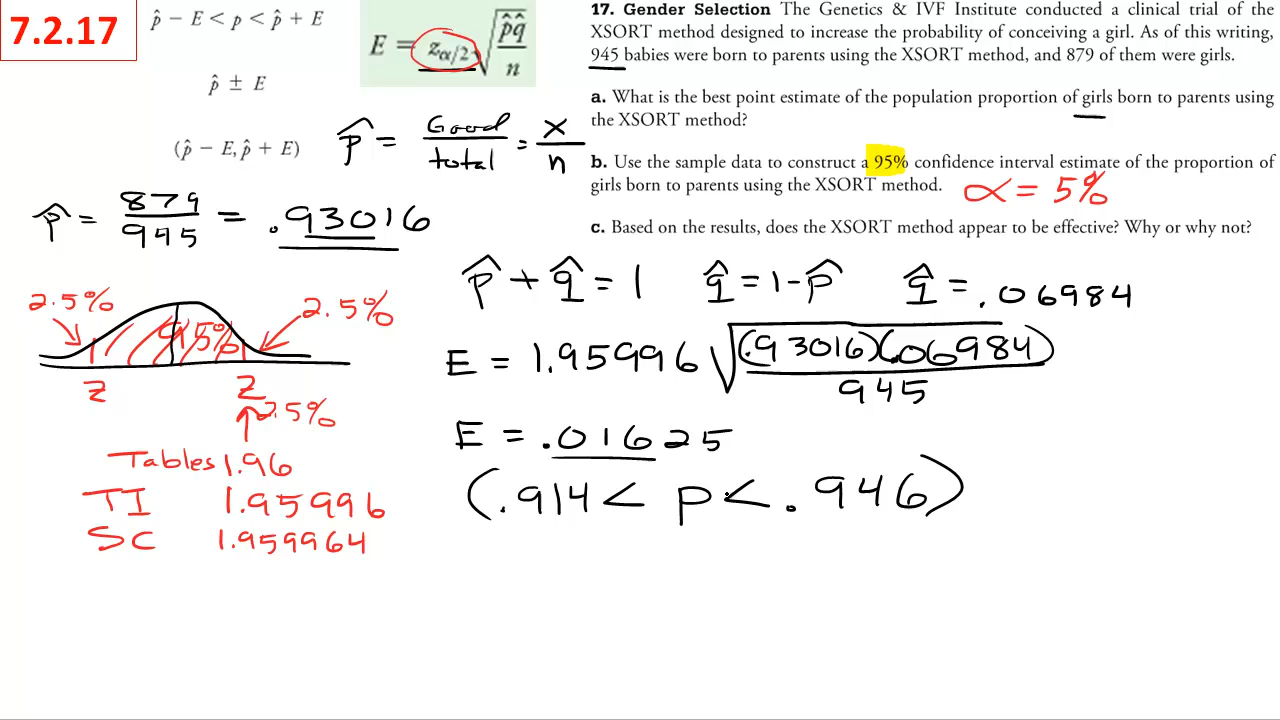 7.2.17
p̂ − E < p < p̂ + E
p̂ ± E
(p̂ − E, p̂ + E)
E = z_{α/2} √(p̂q̂/n)
17. Gender Selection The Genetics & IVF Institute conducted a clinical trial of the
XSORT method designed to increase the probability of conceiving a girl. As of this writing,
945 babies were born to parents using the XSORT method, and 879 of them were girls.
a. What is the best point estimate of the population proportion of girls born to parents using
the XSORT method?
b. Use the sample data to construct a 95% confidence interval estimate of the proportion of
girls born to parents using the XSORT method.
α = 5%
c. Based on the results, does the XSORT method appear to be effective? Why or why not?
p̂ = Good/total = x/n
p̂ = 879/945 = .93016
p̂ + q̂ = 1 q̂ = 1 - p̂ q̂ = .06984
2.5% 95% 2.5%
Z Z
2.5%
Tables 1.96
TI 1.95996
SC 1.959964
E = 1.95996 √((.93016)(.06984)/945)
E = .01625
(.914 < p < .946)